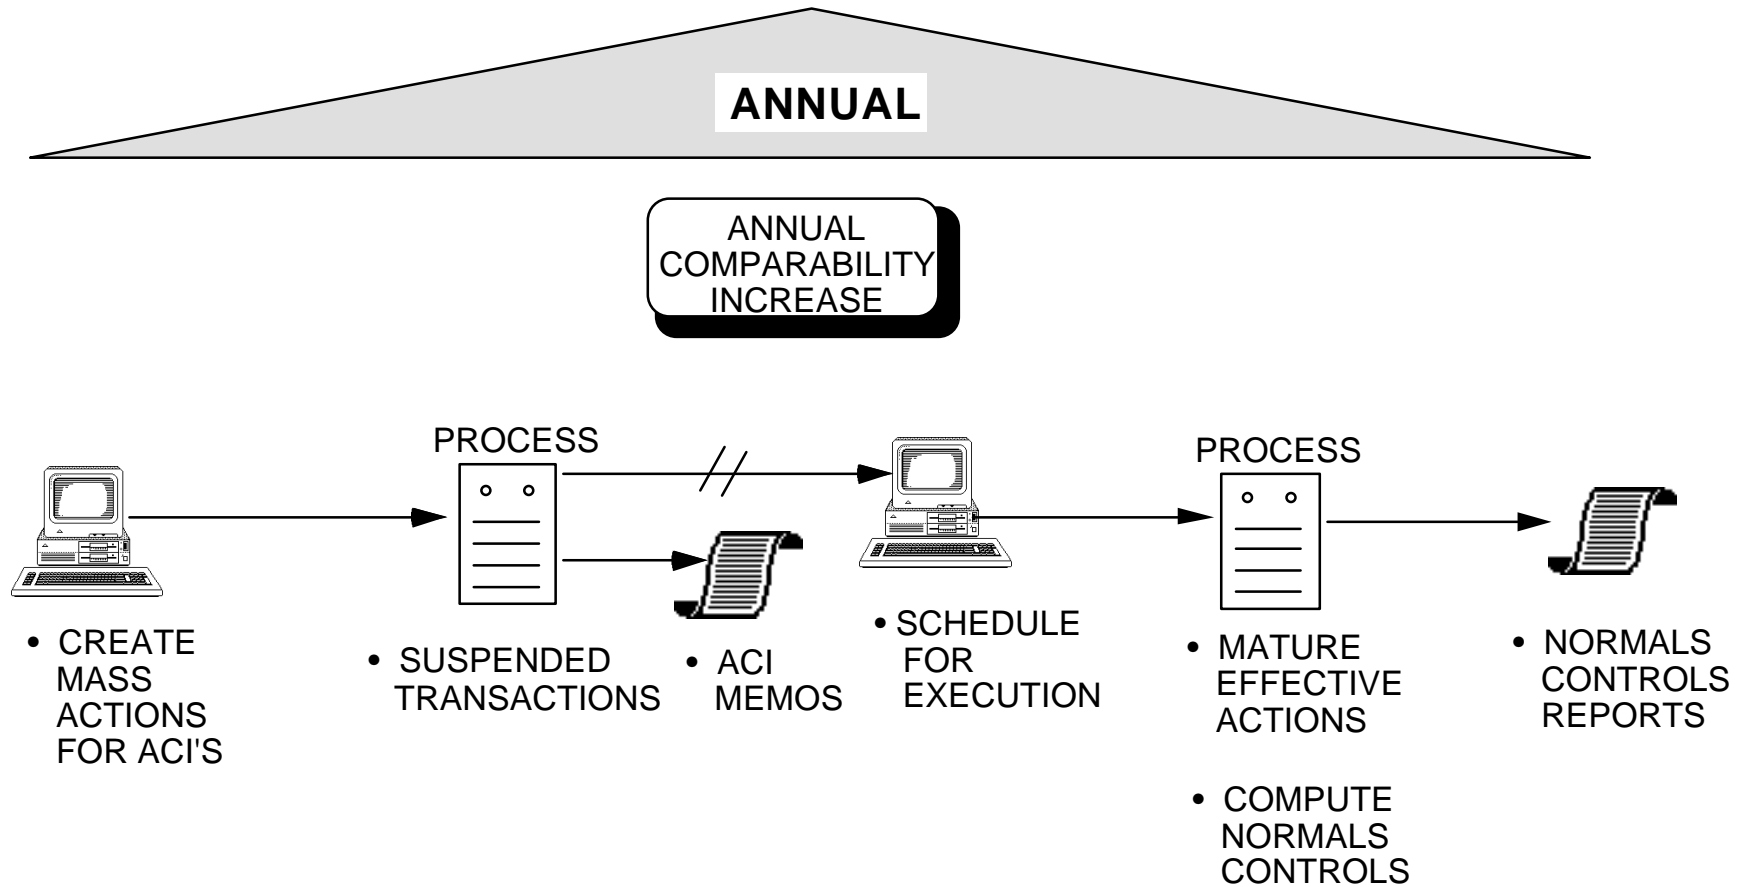 ANNUAL
ANNUAL
COMPARABILITY
INCREASE
PROCESS
PROCESS
• CREATE
MASS
ACTIONS
FOR ACI'S
• SUSPENDED
TRANSACTIONS
• ACI
MEMOS
• SCHEDULE
FOR
EXECUTION
• MATURE
EFFECTIVE
ACTIONS
• COMPUTE
NORMALS
CONTROLS
• NORMALS
CONTROLS
REPORTS